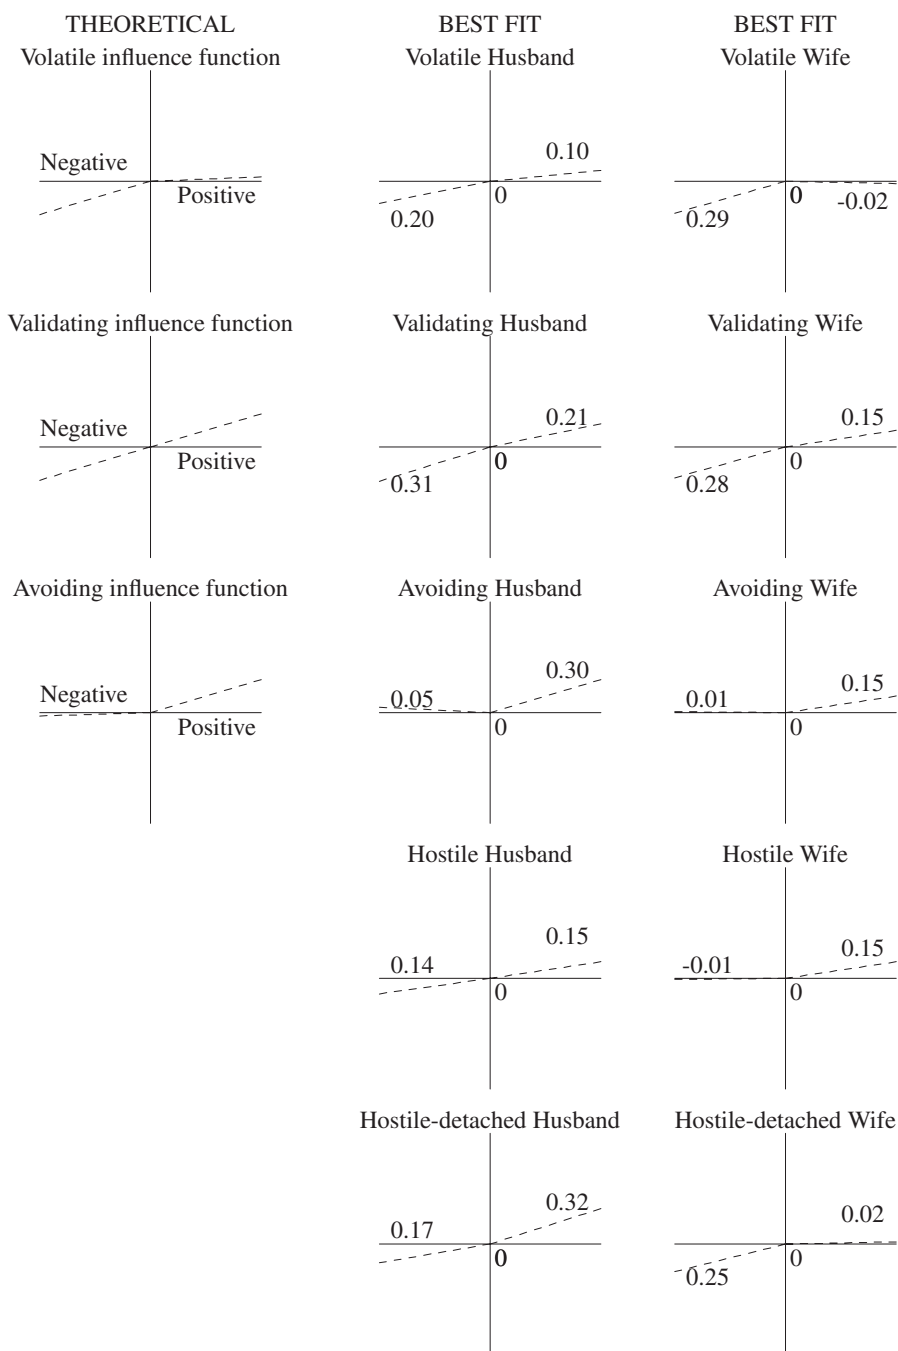 THEORETICAL
BEST FIT
BEST FIT
Volatile influence function
Volatile Husband
Volatile Wife
Negative
Positive
0.10
0
0.20
0
-0.02
0.29
Validating influence function
Validating Husband
Validating Wife
Negative
Positive
0.21
0
0.31
0.15
0
0.28
Avoiding influence function
Avoiding Husband
Avoiding Wife
Negative
Positive
0.30
0.05
0
0.15
0.01
0
Hostile Husband
Hostile Wife
0.15
0.14
0
0.15
-0.01
0
Hostile-detached Husband
Hostile-detached Wife
0.32
0.17
0
0.02
0
0.25